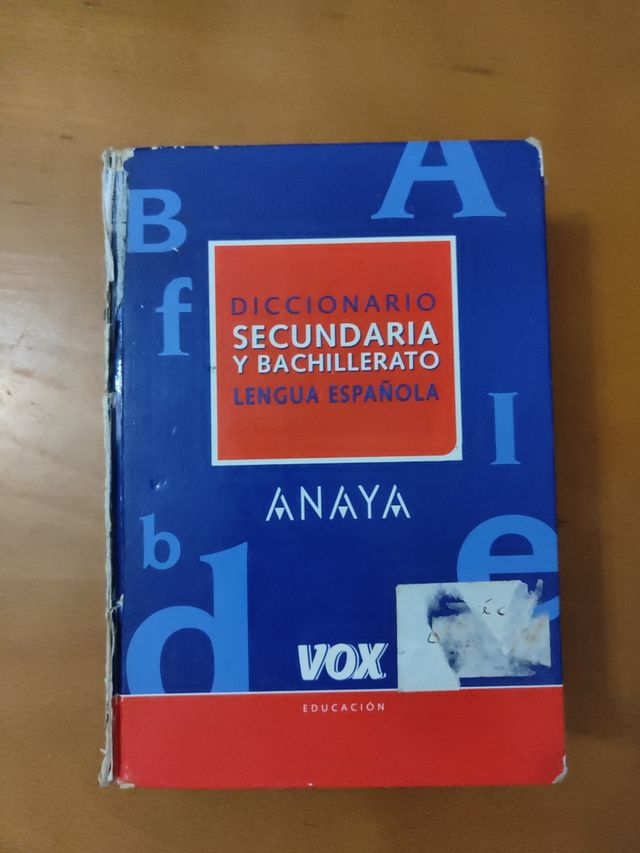 A
B
f
DICCIONARIO
SECUNDARIA
Y BACHILLERATO
LENGUA ESPAÑOLA
l
ANAYA
b
e
d
VOX
EDUCACIÓN